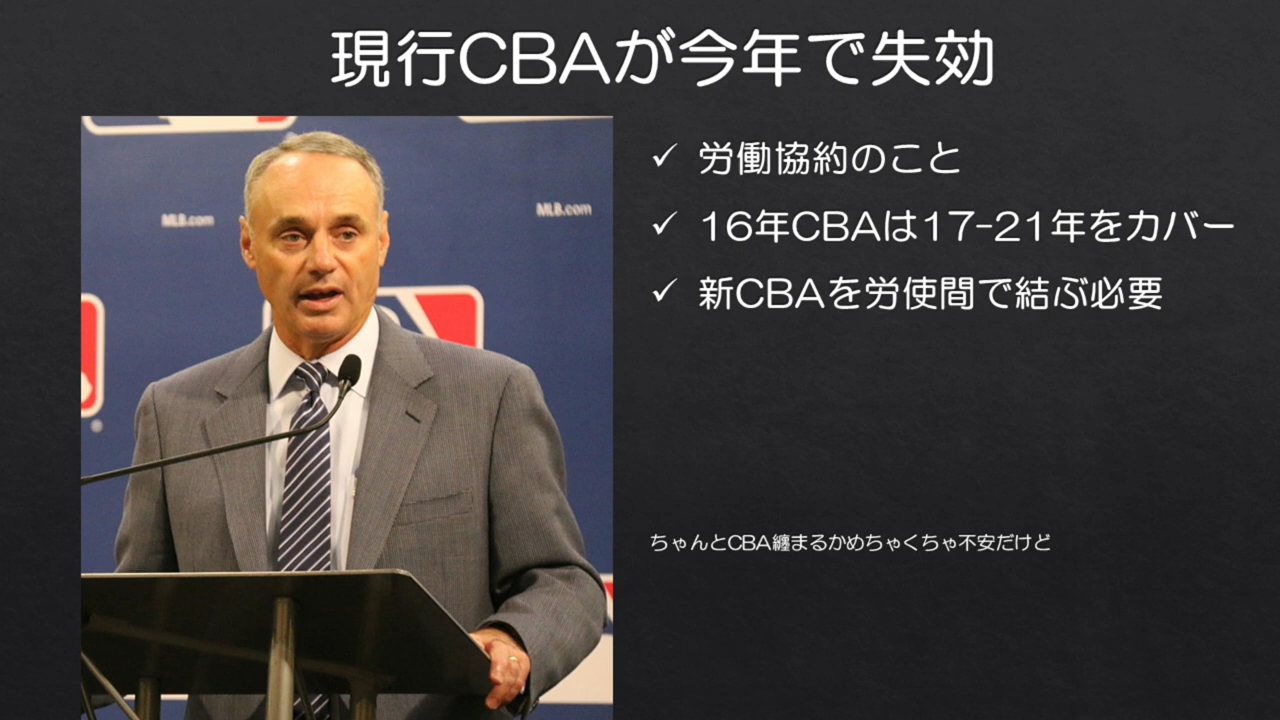 現行CBAが今年で失効
MLB.com
MLB.com
✓ 労働協約のこと
✓ 16年CBAは17-21年をカバー
✓ 新CBAを労使間で結ぶ必要
ちゃんとCBA纏まるかめちゃくちゃ不安だけど